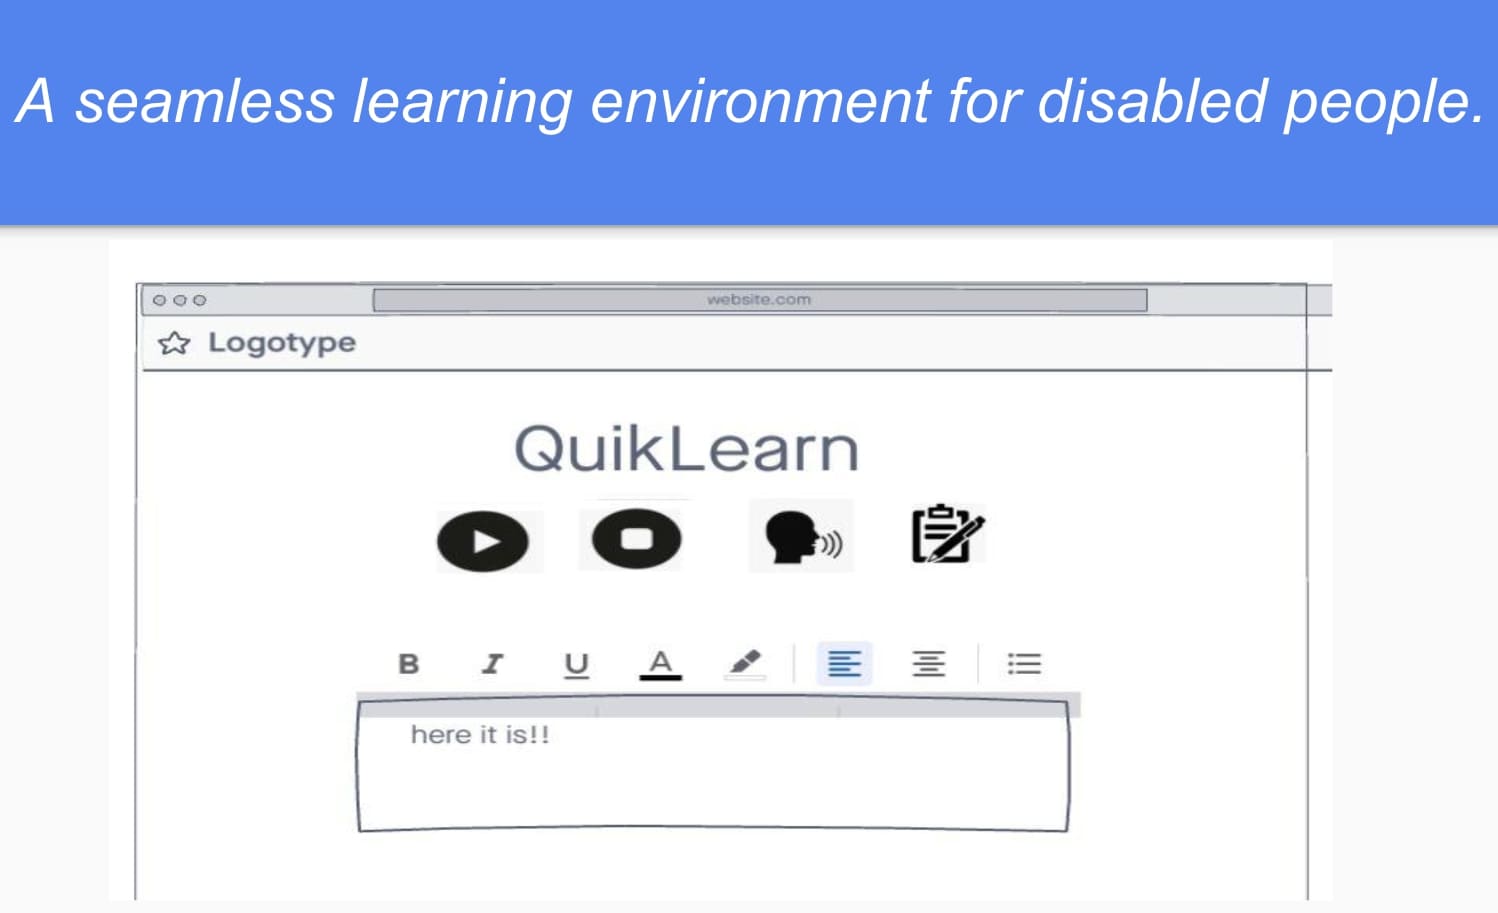 A seamless learning environment for disabled people.
website.com
Logotype
QuikLearn
B I U A
here it is!!